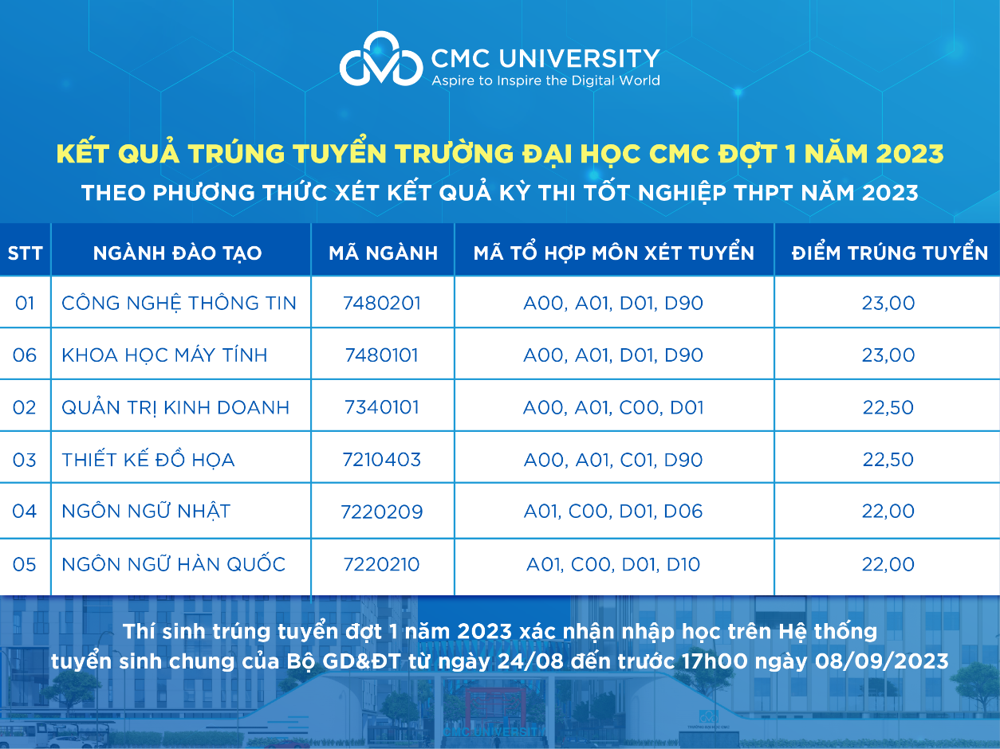 CMC UNIVERSITY
Aspire to Inspire the Digital World
KẾT QUẢ TRÚNG TUYỂN TRƯỜNG ĐẠI HỌC CMC ĐỢT 1 NĂM 2023
THEO PHƯƠNG THỨC XÉT KẾT QUẢ KỲ THI TỐT NGHIỆP THPT NĂM 2023
STT NGÀNH ĐÀO TẠO MÃ NGÀNH MÃ TỔ HỢP MÔN XÉT TUYỂN ĐIỂM TRÚNG TUYỂN
01 CÔNG NGHỆ THÔNG TIN 7480201 A00, A01, D01, D90 23,00
06 KHOA HỌC MÁY TÍNH 7480101 A00, A01, D01, D90 23,00
02 QUẢN TRỊ KINH DOANH 7340101 A00, A01, C00, D01 22,50
03 THIẾT KẾ ĐỒ HỌA 7210403 A00, A01, C01, D90 22,50
04 NGÔN NGỮ NHẬT 7220209 A01, C00, D01, D06 22,00
05 NGÔN NGỮ HÀN QUỐC 7220210 A01, C00, D01, D10 22,00
Thí sinh trúng tuyển đợt 1 năm 2023 xác nhận nhập học trên Hệ thống
tuyển sinh chung của Bộ GD&ĐT từ ngày 24/08 đến trước 17h00 ngày 08/09/2023
CMC UNIVERSITY
TRƯỜNG ĐẠI HỌC CMC